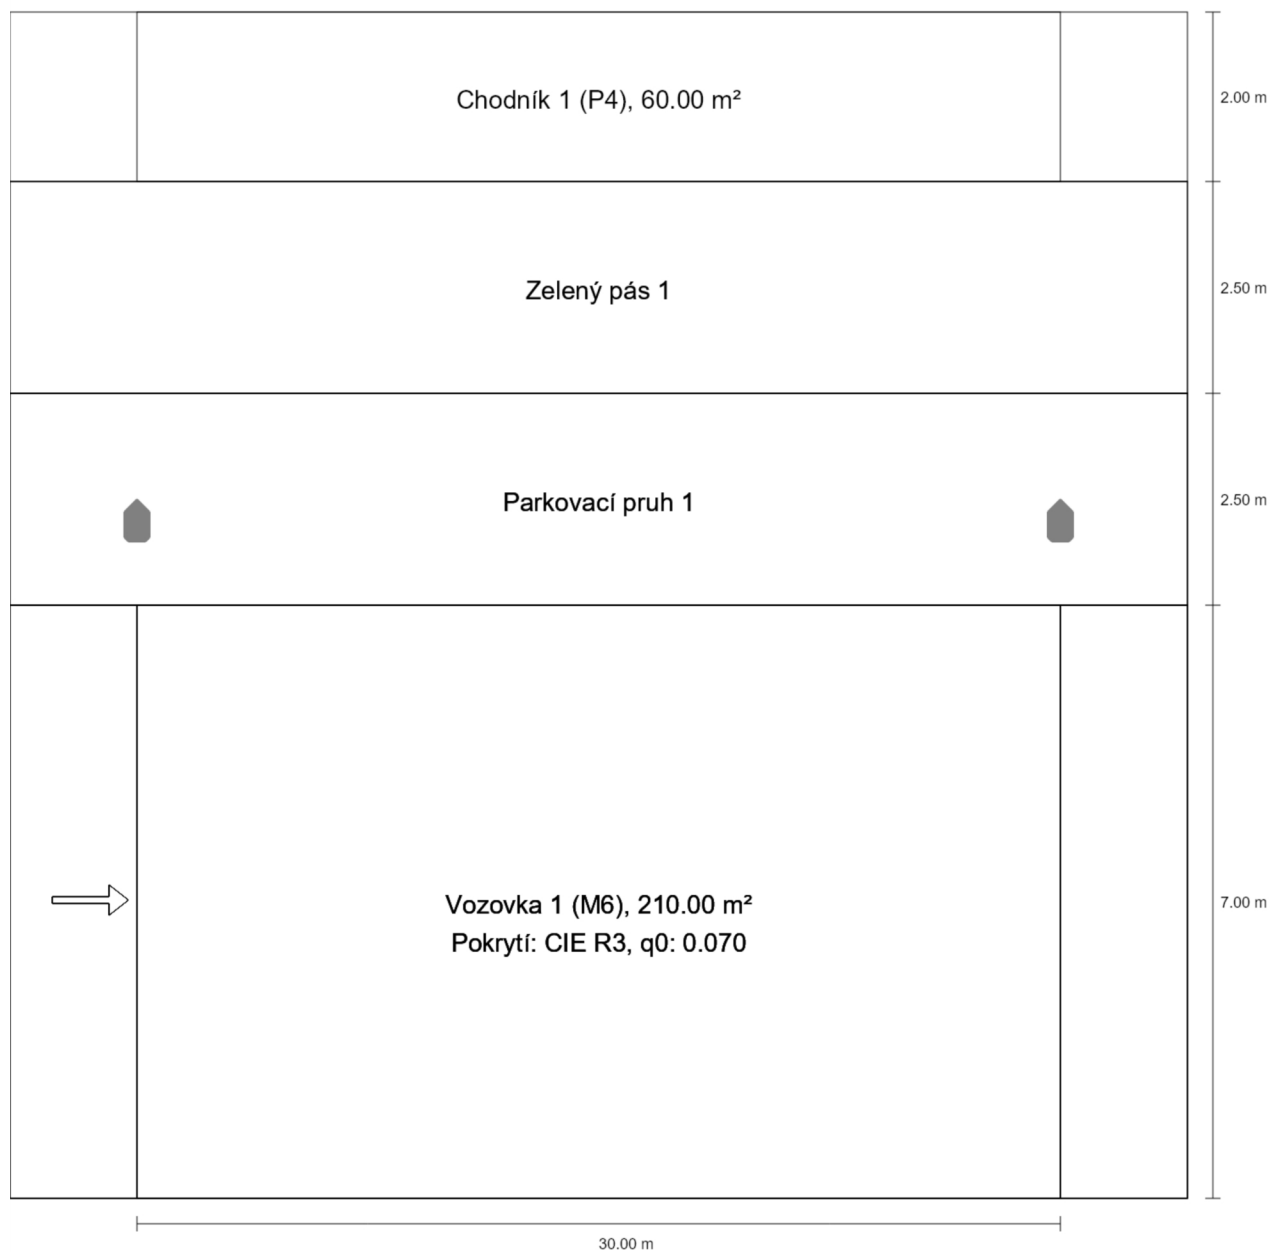 Chodník 1 (P4), 60.00 m²
2.00 m
Zelený pás 1
2.50 m
Parkovací pruh 1
2.50 m
Vozovka 1 (M6), 210.00 m²
Pokrytí: CIE R3, q0: 0.070
7.00 m
30.00 m